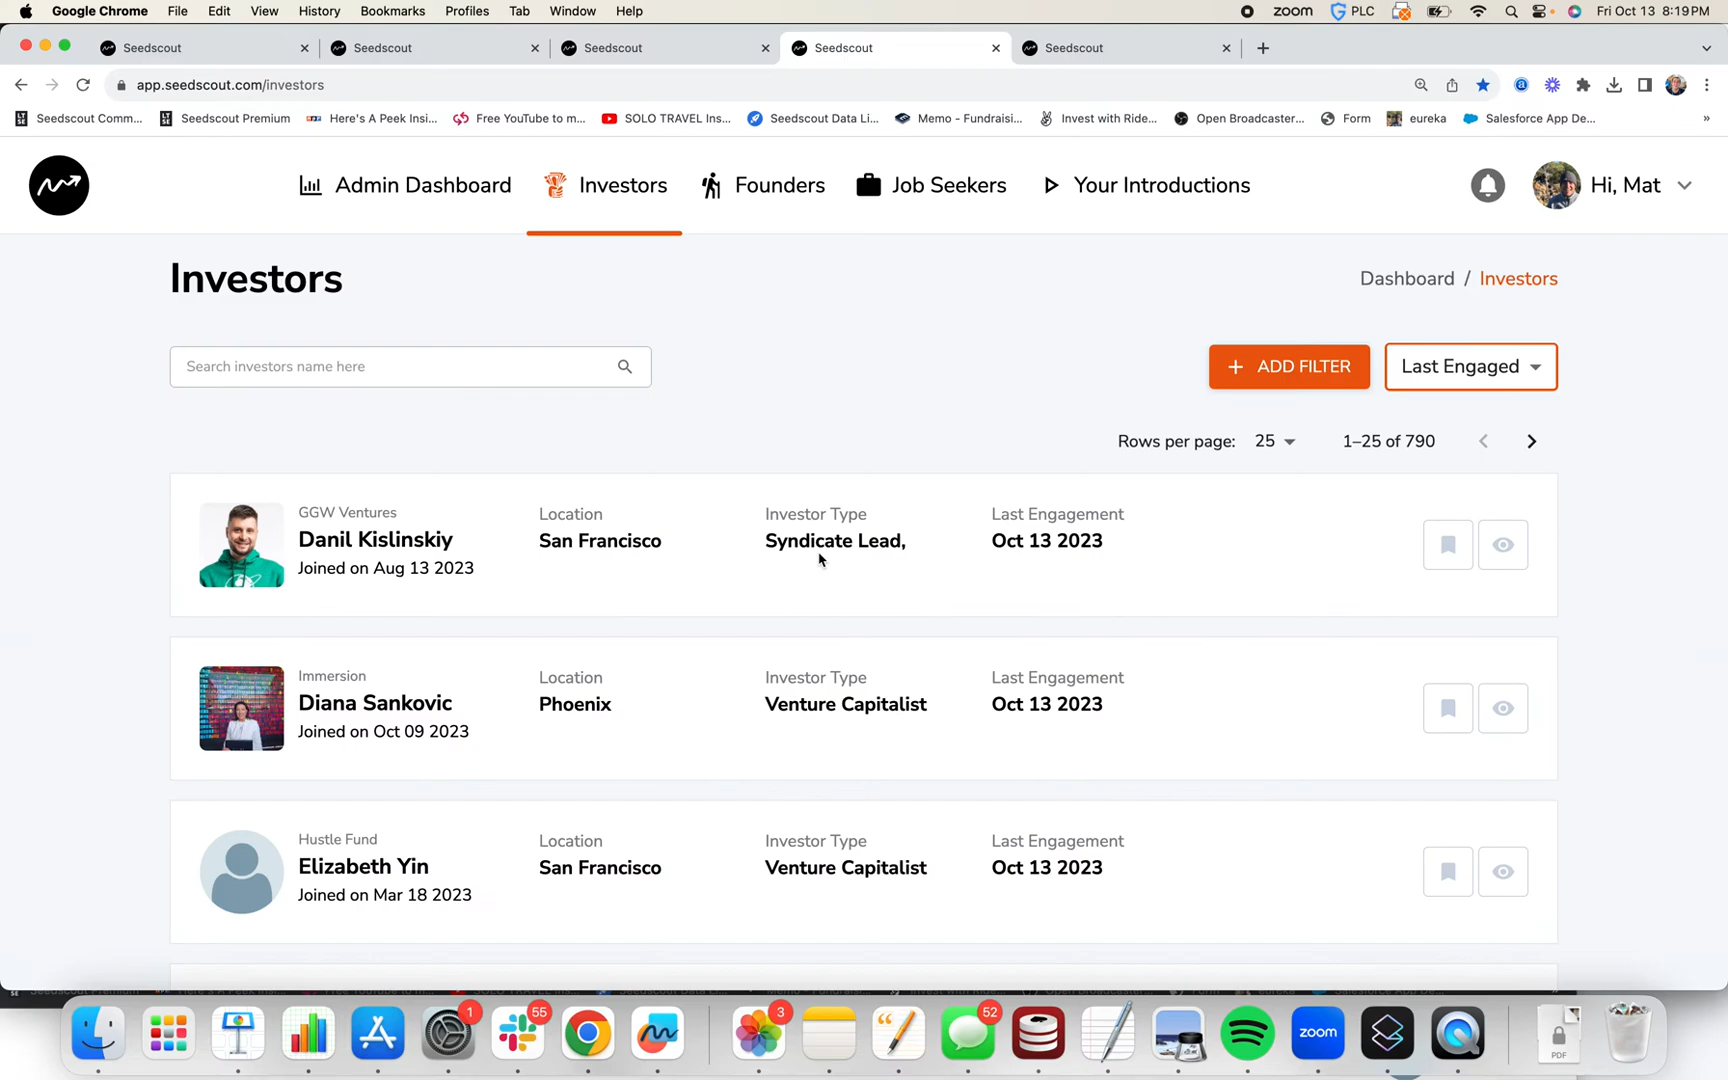 Google Chrome File Edit View History Bookmarks Profiles Tab Window Help zoom PLC Fri Oct 13 8:19 PM
Seedscout Seedscout Seedscout Seedscout Seedscout
app.seedscout.com/investors
Seedscout Comm... Seedscout Premium Here's A Peek Insi... Free YouTube to m... SOLO TRAVEL Ins... Seedscout Data Li... Memo - Fundraisi... Invest with Ride... Open Broadcaster... Form eureka Salesforce App De... »
Admin Dashboard Investors Founders Job Seekers Your Introductions Hi, Mat
Investors
Dashboard / Investors
Search investors name here
+ ADD FILTER Last Engaged
Rows per page: 25 1–25 of 790
GGW Ventures
Danil Kislinskiy
Joined on Aug 13 2023
Location
San Francisco
Investor Type
Syndicate Lead,
Last Engagement
Oct 13 2023
Immersion
Diana Sankovic
Joined on Oct 09 2023
Location
Phoenix
Investor Type
Venture Capitalist
Last Engagement
Oct 13 2023
Hustle Fund
Elizabeth Yin
Joined on Mar 18 2023
Location
San Francisco
Investor Type
Venture Capitalist
Last Engagement
Oct 13 2023
1 55 3 52
zoom
PDF